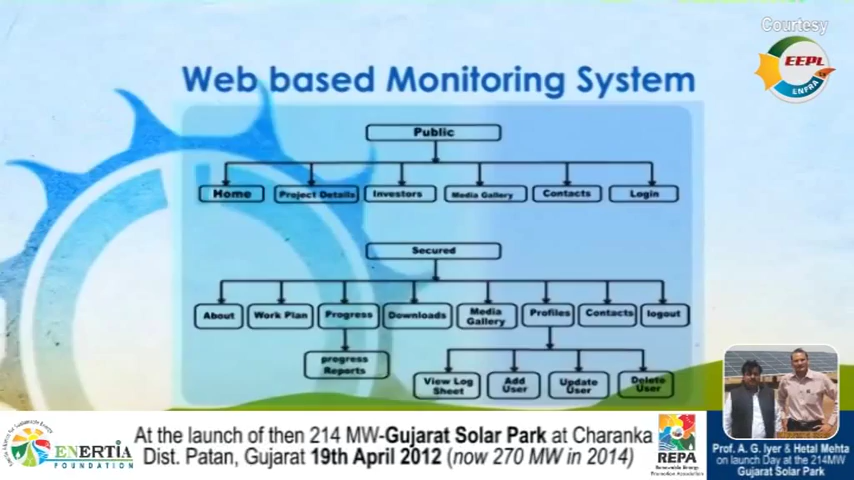 Courtesy
EEPL
ENFRA
Web based Monitoring System
Public
Home Project Details Investors Media Gallery Contacts Login
Secured
About Work Plan Progress Downloads Media Gallery Profiles Contacts logout
progress Reports
View Log Sheet Add User Update User Delete User
ENERTIA
FOUNDATION
At the launch of then 214 MW-Gujarat Solar Park at Charanka
Dist. Patan, Gujarat 19th April 2012 (now 270 MW in 2014)
REPA
Renewable Energy
Promotion Association
Prof. A. G. Iyer & Hetal Mehta
on launch Day at the 214MW
Gujarat Solar Park